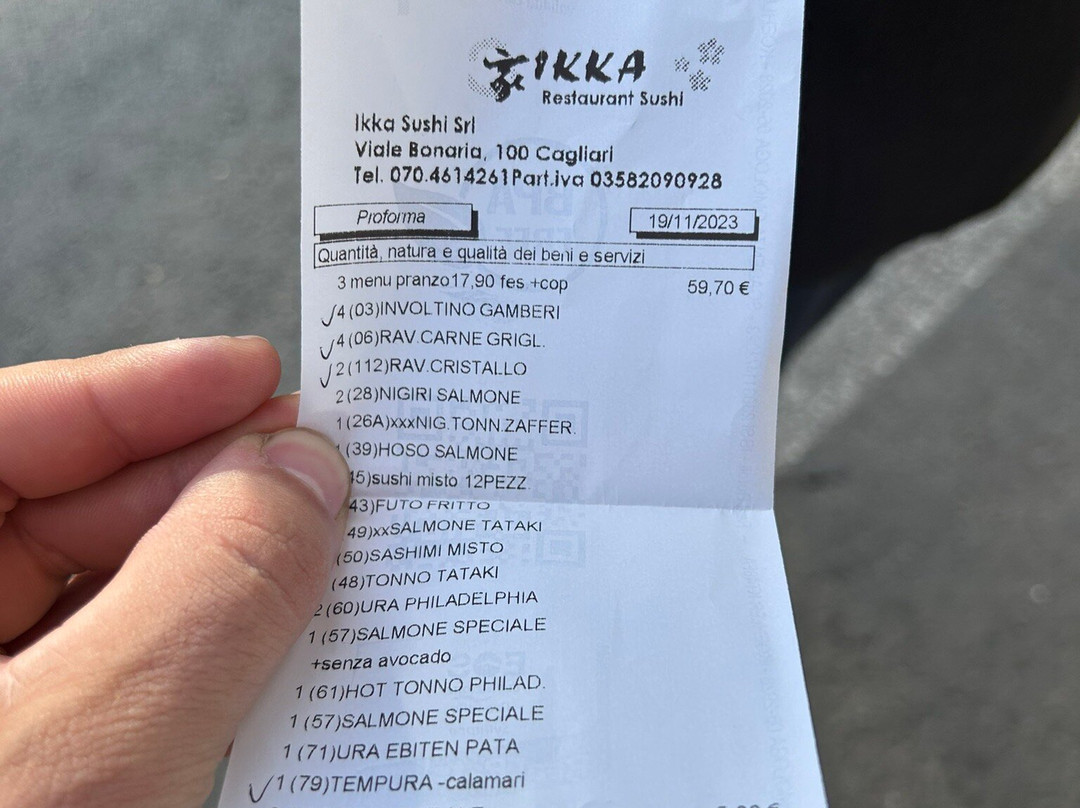 家 IKKA
Restaurant Sushi
Ikka Sushi Srl
Viale Bonaria, 100 Cagliari
Tel. 070.4614261Part.iva 03582090928
Proforma 19/11/2023
Quantità, natura e qualità dei beni e servizi
3 menu pranzo17,90 fes +cop 59,70 €
4 (03)INVOLTINO GAMBERI
4 (06)RAV.CARNE GRIGL.
2 (112)RAV.CRISTALLO
2 (28)NIGIRI SALMONE
1 (26A)xxxNIG.TONN.ZAFFER.
(39)HOSO SALMONE
45)sushi misto 12PEZZ
43)FUTO FRITTO
49)xxSALMONE TATAKI
(50)SASHIMI MISTO
(48)TONNO TATAKI
2 (60)URA PHILADELPHIA
1 (57)SALMONE SPECIALE
+senza avocado
1 (61)HOT TONNO PHILAD.
1 (57)SALMONE SPECIALE
1 (71)URA EBITEN PATA
1 (79)TEMPURA -calamari